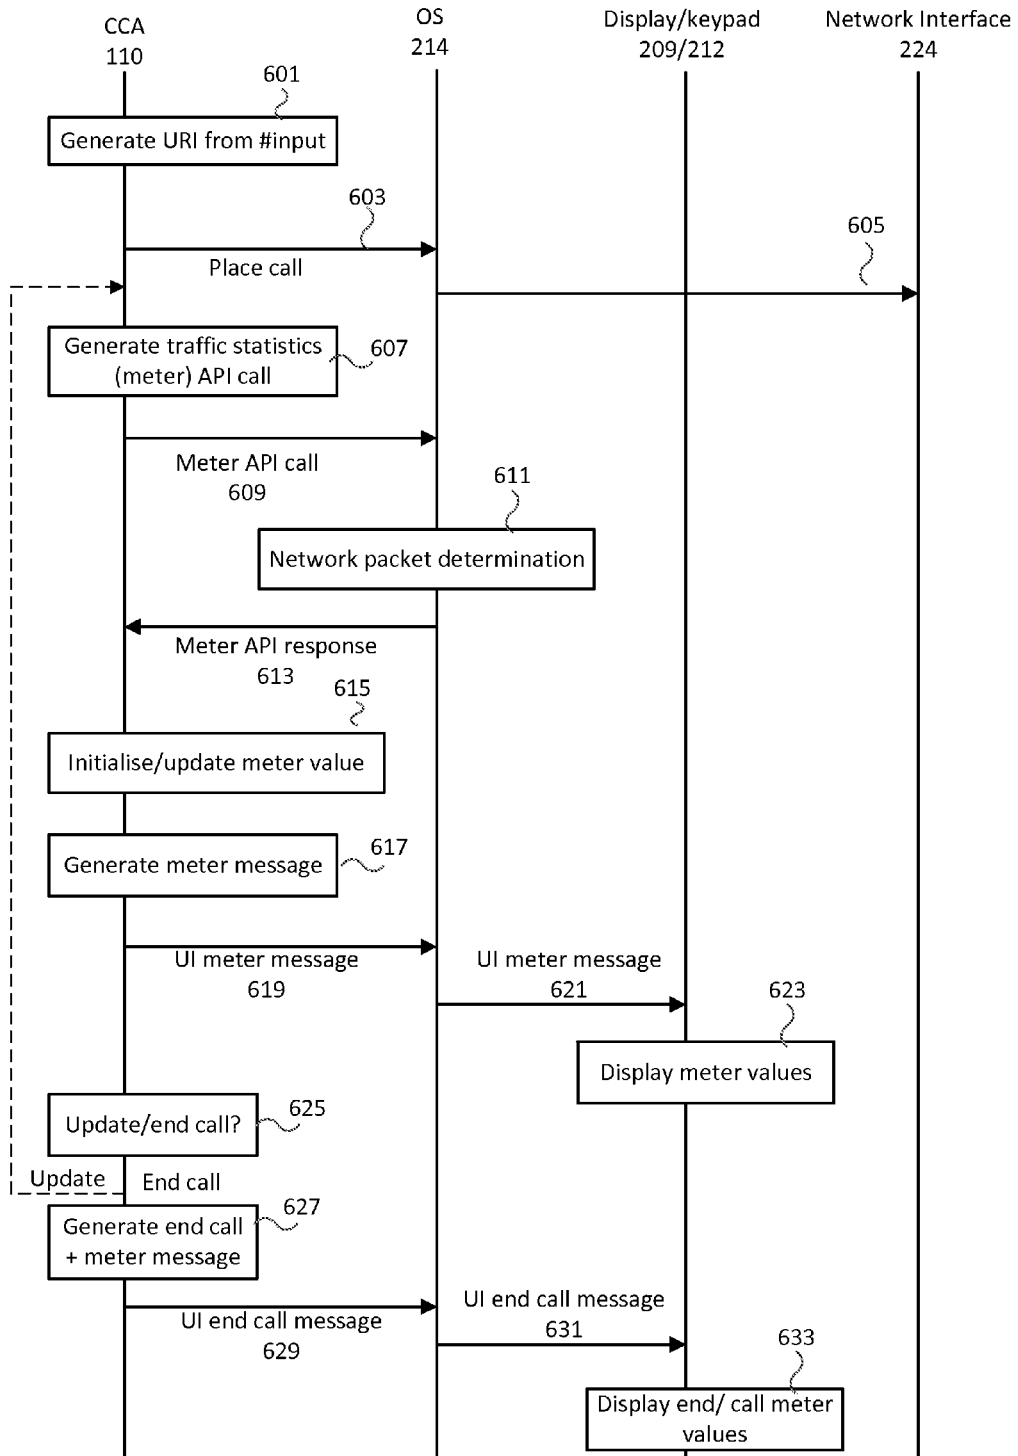 CCA
110
OS
214
Display/keypad
209/212
Network Interface
224
601
Generate URI from #input
603
Place call
605
Generate traffic statistics
(meter) API call
607
Meter API call
609
611
Network packet determination
Meter API response
613
615
Initialise/update meter value
Generate meter message
617
UI meter message
619
UI meter message
621
623
Display meter values
Update/end call?
625
Update
End call
627
Generate end call
+ meter message
UI end call message
629
UI end call message
631
633
Display end/ call meter
values